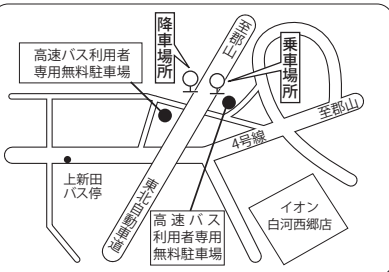 降車場所
至郡山
高速バス利用者
専用無料駐車場
乗車場所
至郡山
4号線
上新田
バス停
東北自動車道
高速バス
利用者専用
無料駐車場
イオン
白河西郷店